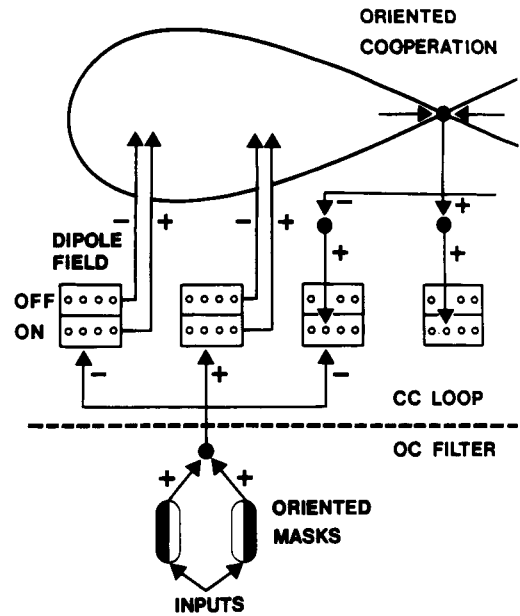 ORIENTED
COOPERATION
− + − + − +
DIPOLE
FIELD
+ +
OFF
ON
− + −
CC LOOP
OC FILTER
+ +
ORIENTED
MASKS
INPUTS